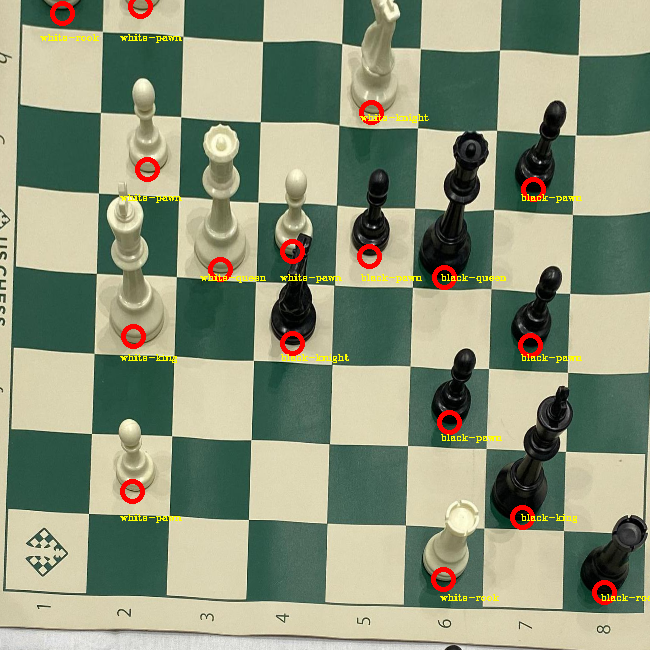 white-rook
white-pawn
white-knight
white-pawn
black-pawn
white-queen
white-pawn
black-pawn
black-queen
white-king
black-knight
black-pawn
black-pawn
white-pawn
black-king
white-rook
black-roo
US CHESS
1 2 3 4 5 6 7 8